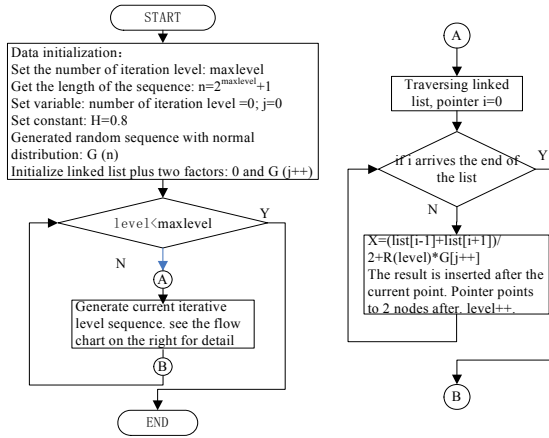 START
Data initialization:
Set the number of iteration level: maxlevel
Get the length of the sequence: n=2^maxlevel+1
Set variable: number of iteration level =0; j=0
Set constant: H=0.8
Generated random sequence with normal
distribution: G (n)
Initialize linked list plus two factors: 0 and G (j++)
level<maxlevel
Y
N
A
Generate current iterative
level sequence. see the flow
chart on the right for detail
B
END
A
Traversing linked
list, pointer i=0
if i arrives the end of
the list
Y
N
X=(list[i-1]+list[i+1])/
2+R(level)*G[j++]
The result is inserted after the
current point. Pointer points
to 2 nodes after. level++.
B